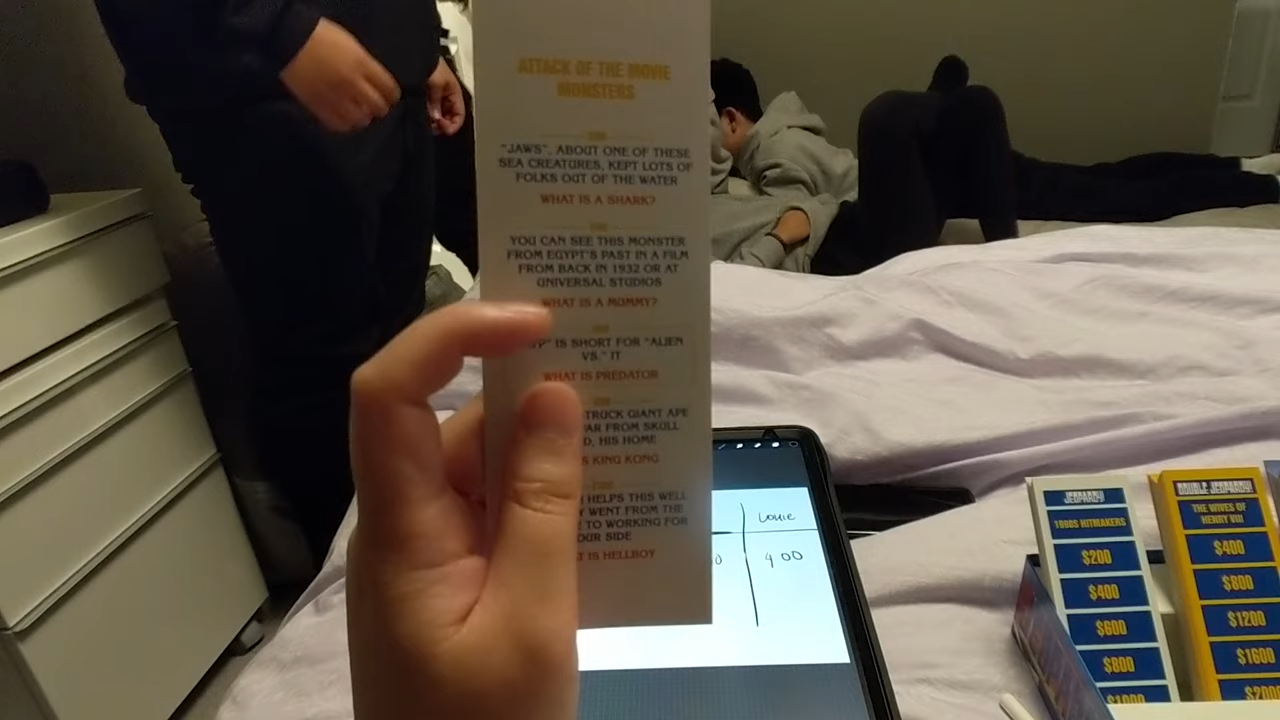 ATTACK OF THE MOVIE
MONSTERS
"JAWS", ABOUT ONE OF THESE
SEA CREATURES, KEPT LOTS OF
FOLKS OUT OF THE WATER
WHAT IS A SHARK?
YOU CAN SEE THIS MONSTER
FROM EGYPT'S PAST IN A FILM
FROM BACK IN 1932 OR AT
UNIVERSAL STUDIOS
WHAT IS A MUMMY?
IS SHORT FOR "ALIEN
VS." IT
WHAT IS PREDATOR
STRUCK GIANT APE
FROM SKULL
HIS HOME
KING KONG
HELPS THIS WELL
WENT FROM THE
TO WORKING FOR
OUR SIDE
IS HELLBOY
Louie
400
JEOPARDY!
1990S HITMAKERS
$200
$400
$600
$800
$1000
DOUBLE JEOPARDY!
THE WIVES OF
HENRY VIII
$400
$800
$1200
$1600
$2000